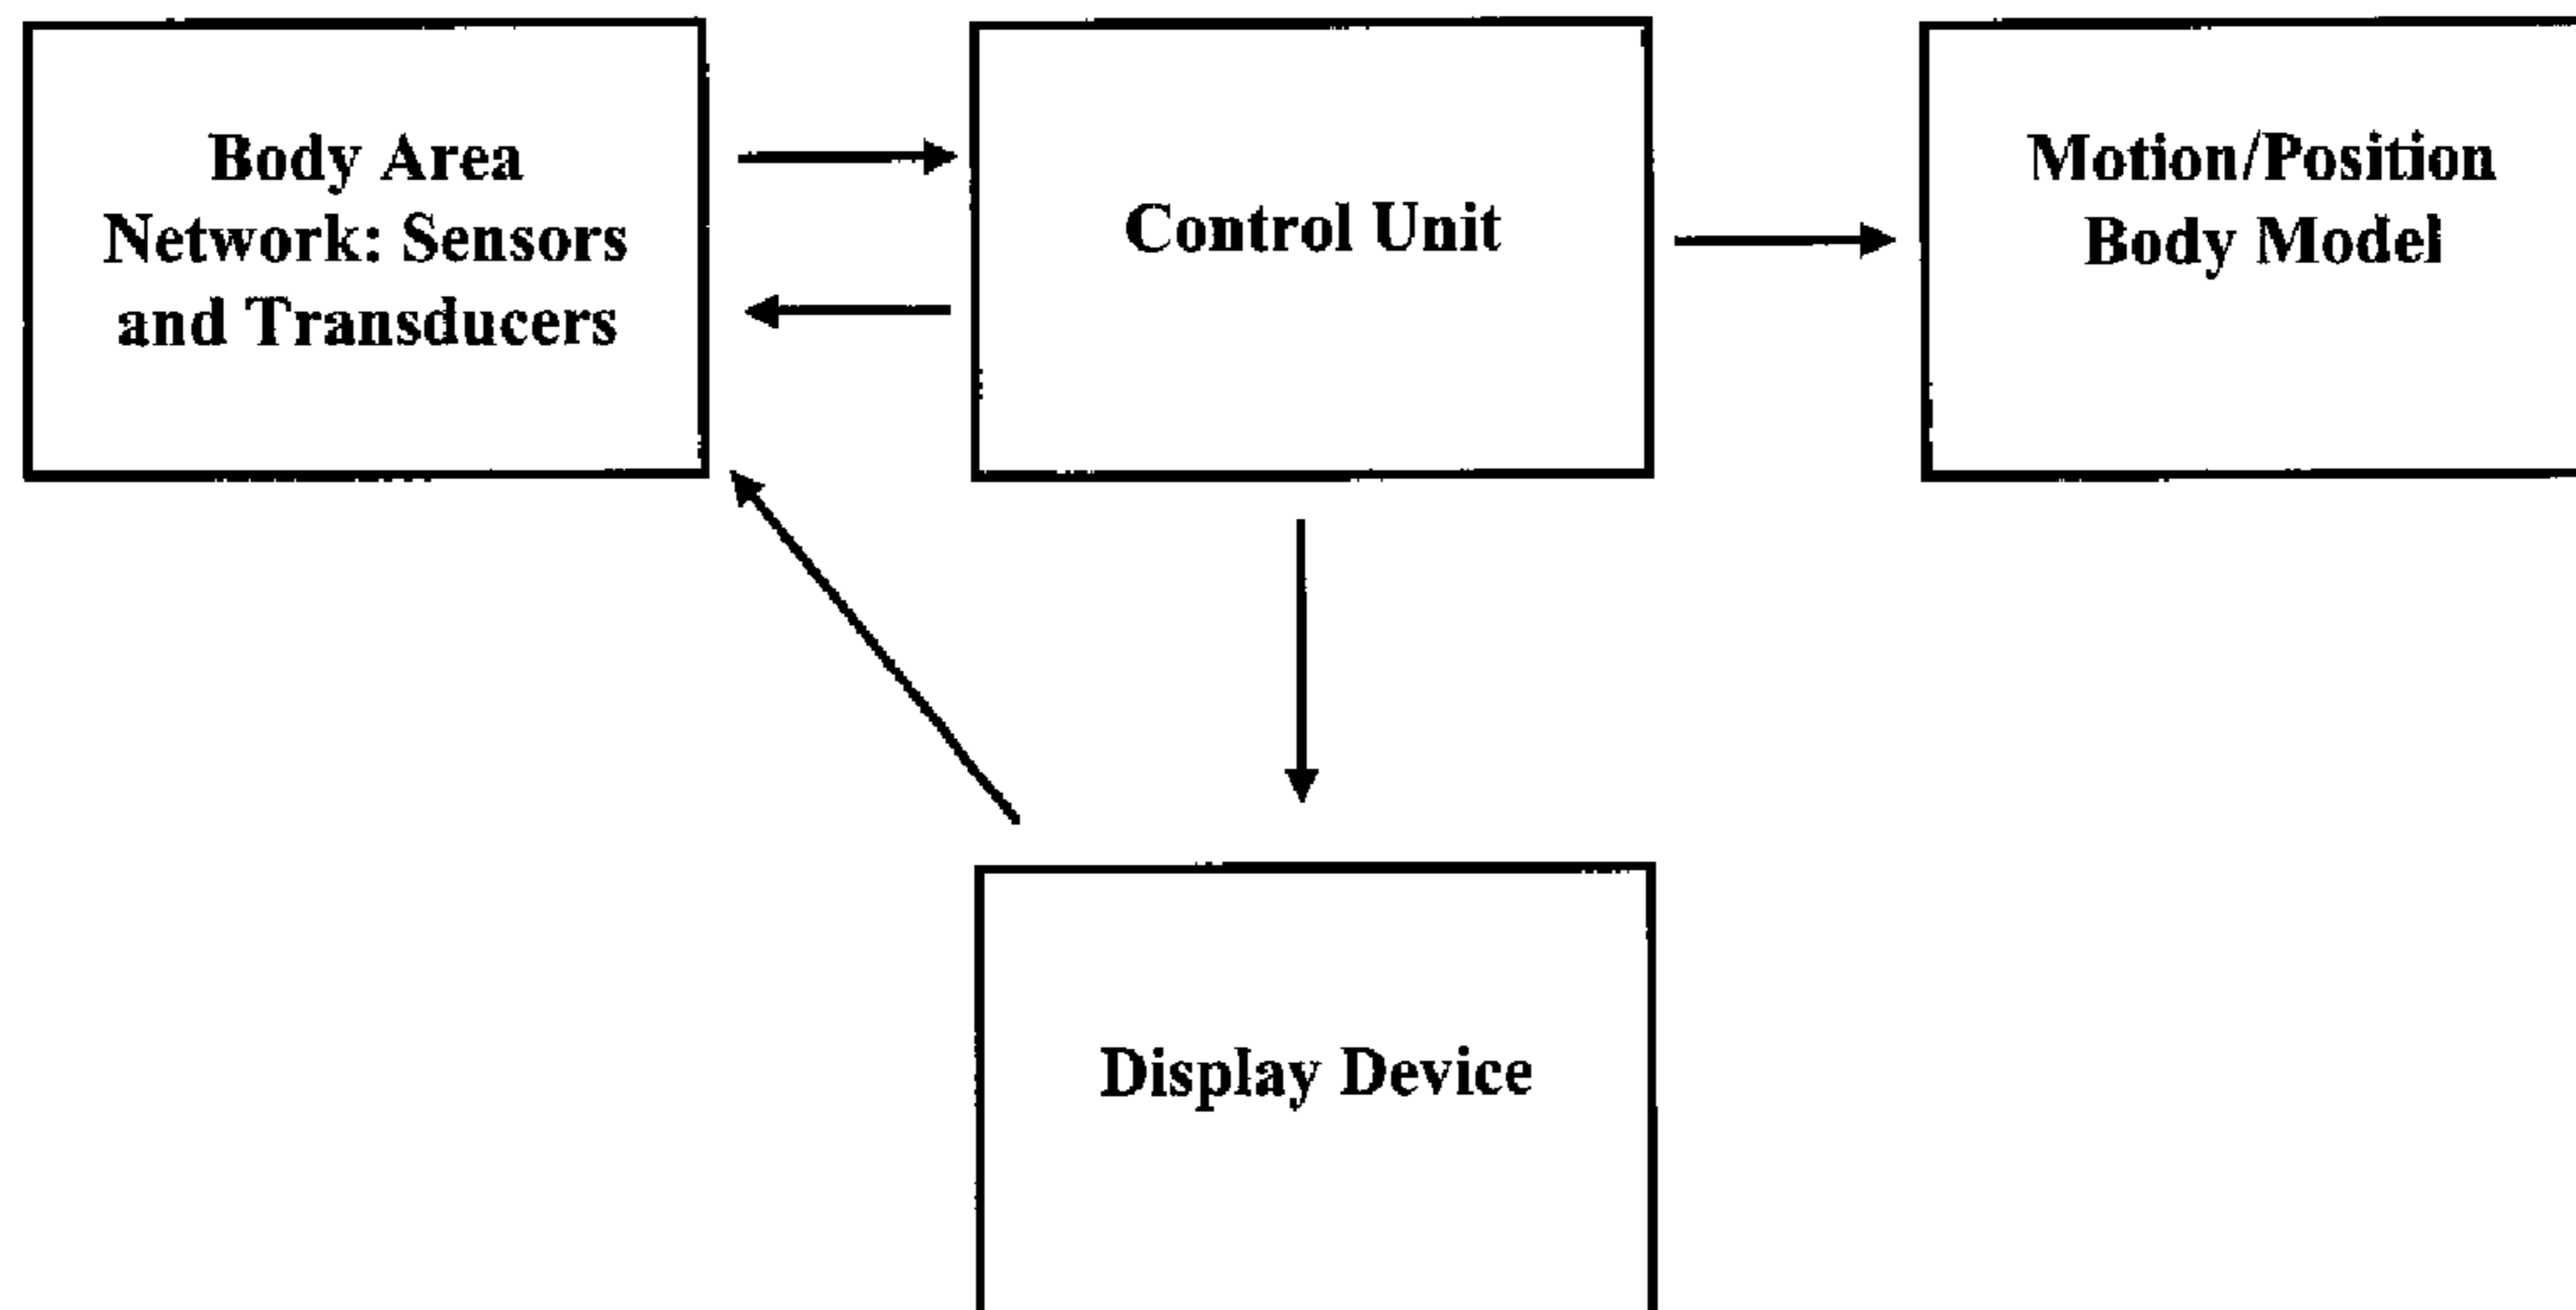 Body Area
Network: Sensors
and Transducers
Control Unit
Motion/Position
Body Model
Display Device